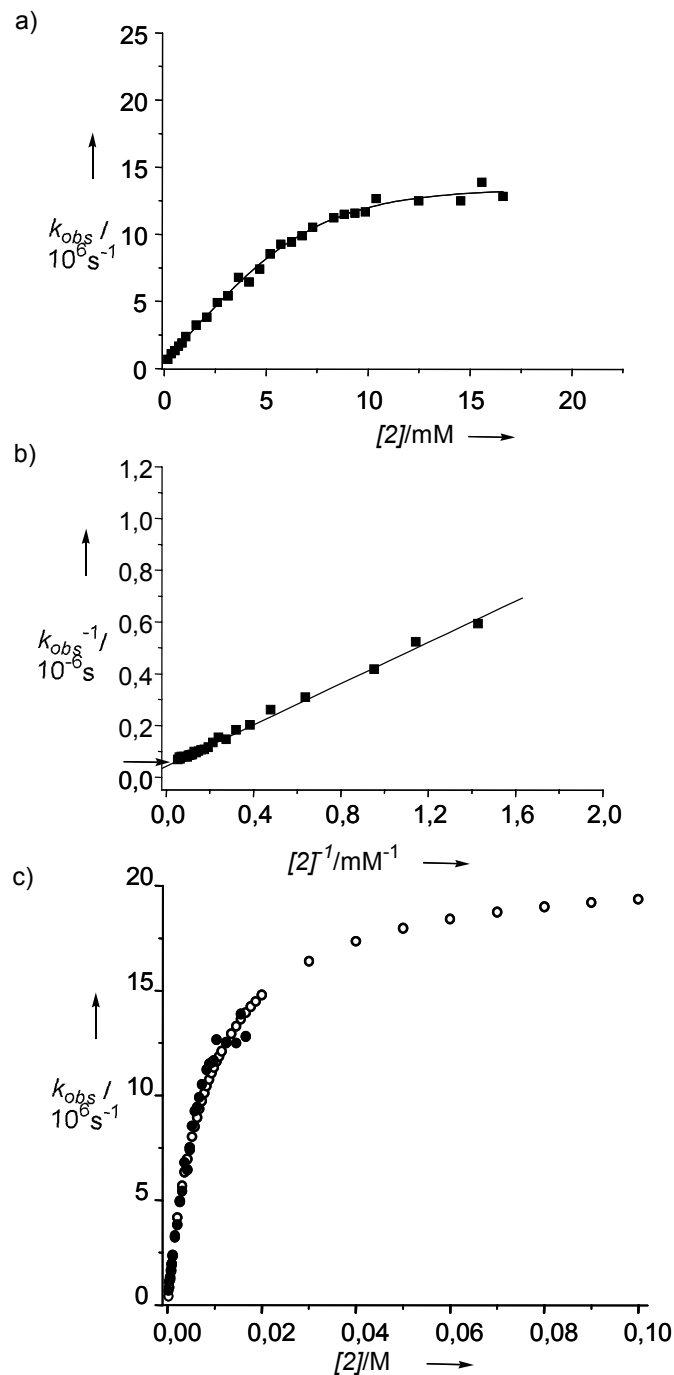 a)
25
20
15
10
5
0
k_obs /
10^6 s^-1
0 5 10 15 20
[2]/mM
b)
1,2
1,0
0,8
0,6
0,4
0,2
0,0
k_obs^-1 /
10^-6 s
0,0 0,4 0,8 1,2 1,6 2,0
[2]^-1/mM^-1
c)
20
15
10
5
0
k_obs /
10^6 s^-1
0,00 0,02 0,04 0,06 0,08 0,10
[2]/M